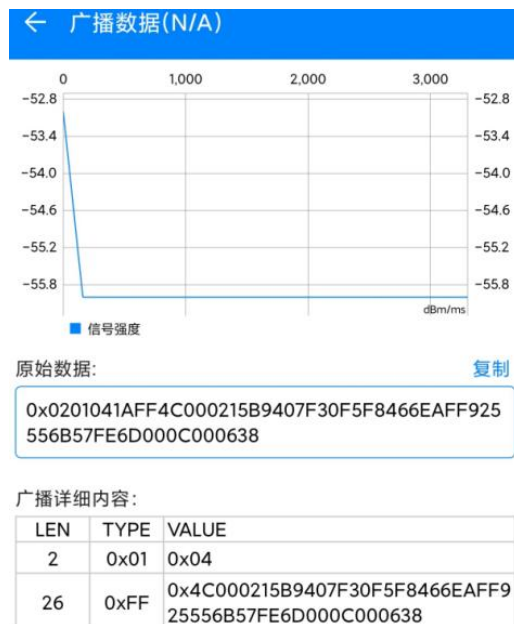 ← 广播数据(N/A)
0 1,000 2,000 3,000
-52.8 -52.8
-53.4 -53.4
-54.0 -54.0
-54.6 -54.6
-55.2 -55.2
-55.8 -55.8
dBm/ms
信号强度
原始数据: 复制
0x0201041AFF4C000215B9407F30F5F8466EAFF925
556B57FE6D000C000638
广播详细内容:
LEN TYPE VALUE
2 0x01 0x04
26 0xFF 0x4C000215B9407F30F5F8466EAFF9
25556B57FE6D000C000638